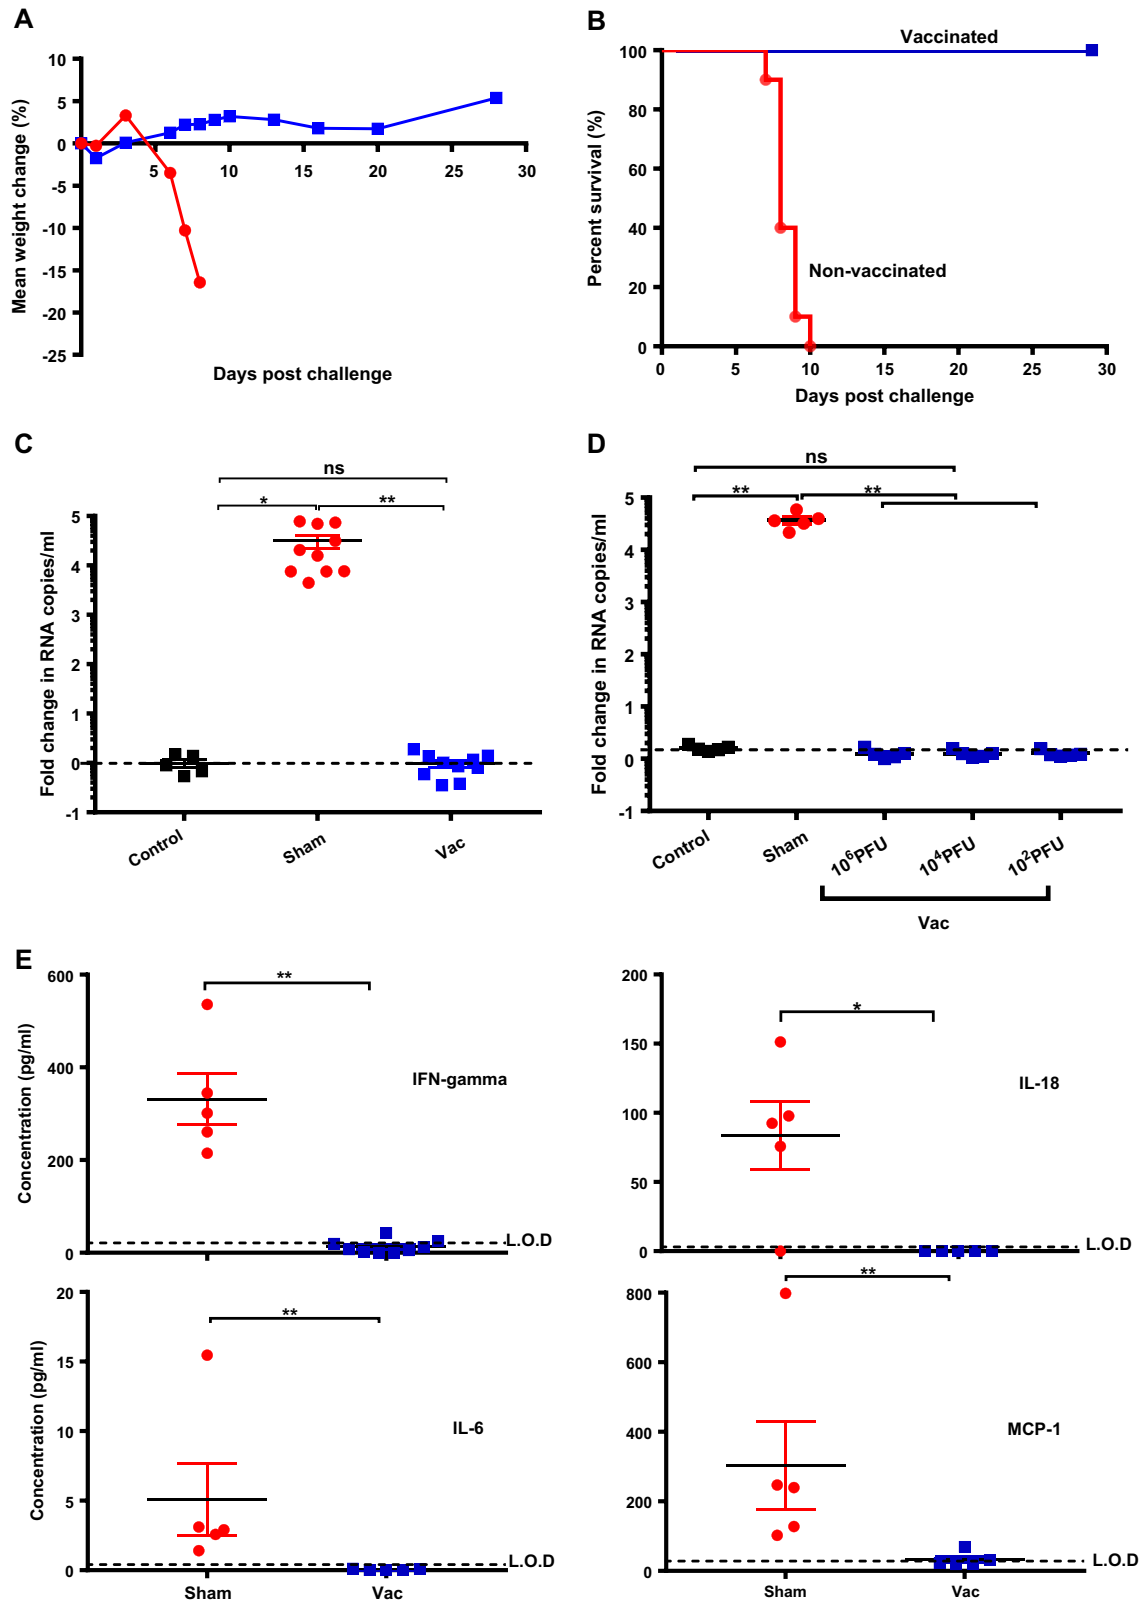 A
Mean weight change (%)
10
5
0
-5
-10
-15
-20
-25
5
10
15
20
25
30
Days post challenge
B
Vaccinated
Percent survival (%)
100
80
60
40
20
0
Non-vaccinated
0
5
10
15
20
25
30
Days post challenge
C
ns
*
**
Fold change in RNA copies/ml
5
4
3
2
1
0
-1
Control
Sham
Vac
D
ns
**
**
Fold change in RNA copies/ml
5
4
3
2
1
0
-1
Control
Sham
10⁶PFU
10⁴PFU
10²PFU
Vac
E
Concentration (pg/ml)
600
400
200
0
**
IFN-gamma
L.O.D
200
150
100
50
0
*
IL-18
L.O.D
Concentration (pg/ml)
20
15
10
5
0
**
IL-6
L.O.D
Sham
Vac
800
600
400
200
0
**
MCP-1
L.O.D
Sham
Vac